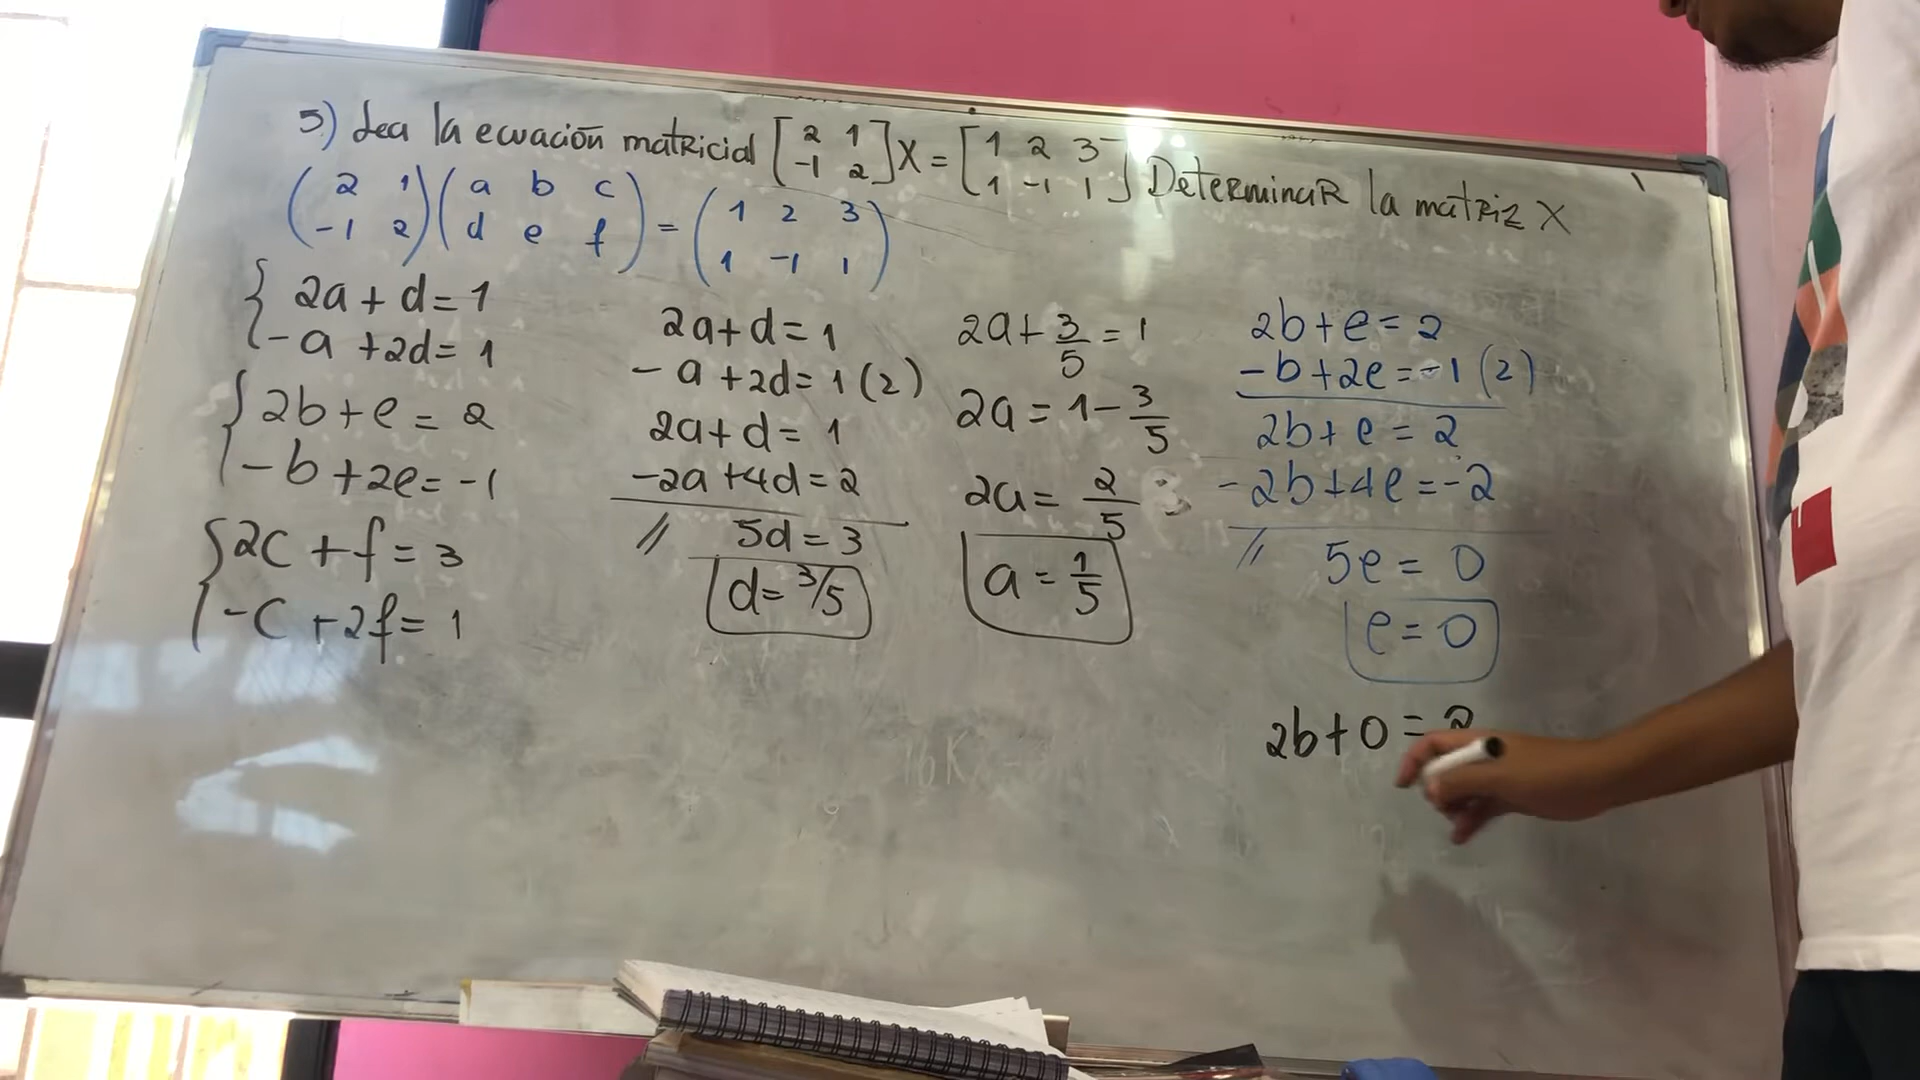 5) Sea la ecuación matricial [2 1 -1 2] X = [1 2 3 1 -1 1] Determinar la matriz X
(2 1 -1 2) (a b c d e f) = (1 2 3 1 -1 1)
2a + d = 1
-a + 2d = 1
2b + e = 2
-b + 2e = -1
2c + f = 3
-c + 2f = 1
2a + d = 1
-a + 2d = 1 (2)
2a + d = 1
-2a + 4d = 2
// 5d = 3
d = 3/5
2a + 3/5 = 1
2a = 1 - 3/5
2a = 2/5
a = 1/5
2b + e = 2
-b + 2e = -1 (2)
2b + e = 2
-2b + 4e = -2
// 5e = 0
e = 0
2b + 0 = 2